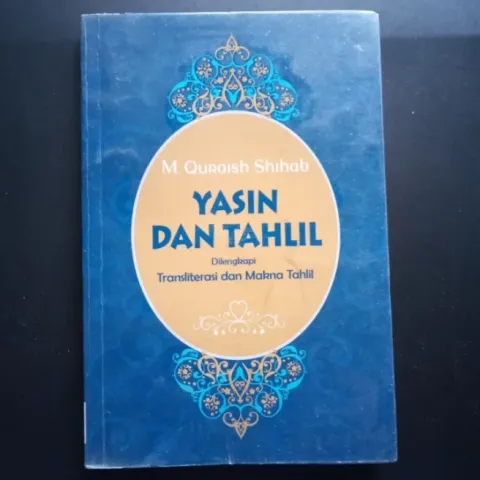 M Quraish Shihab
YASIN
DAN TAHLIL
Dilengkapi
Transliterasi dan Makna Tahlil